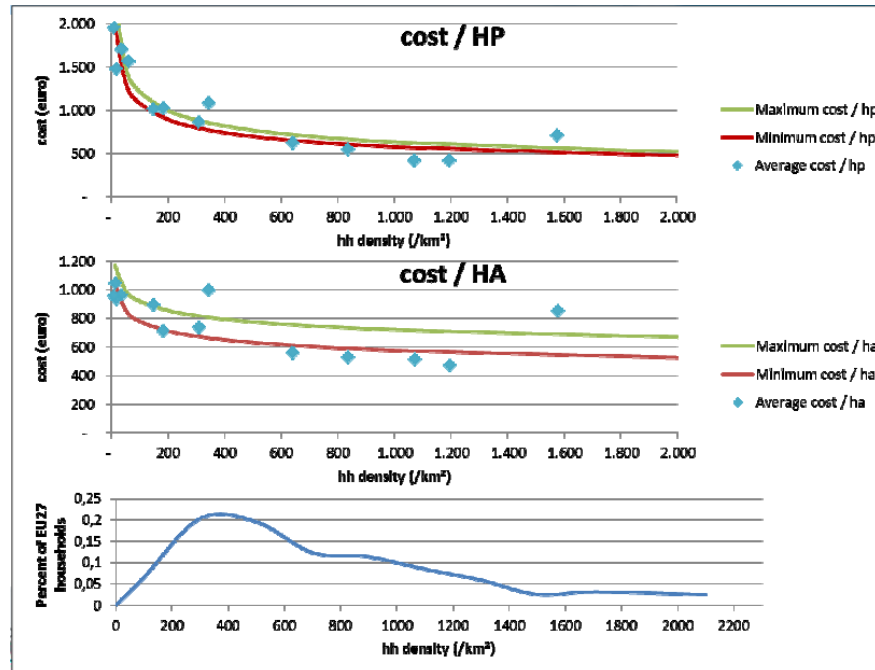 cost / HP
2.000
1.500
1.000
500
-
cost (euro)
- 200 400 600 800 1.000 1.200 1.400 1.600 1.800 2.000
hh density (/km²)
Maximum cost / hp
Minimum cost / hp
Average cost / hp
cost / HA
1.200
1.000
800
600
400
200
-
cost (euro)
- 200 400 600 800 1.000 1.200 1.400 1.600 1.800 2.000
hh density (/km²)
Maximum cost / ha
Minimum cost / ha
Average cost / ha
0,25
0,2
0,15
0,1
0,05
0
Percent of EU27
households
0 200 400 600 800 1000 1200 1400 1600 1800 2000 2200
hh density (/km²)